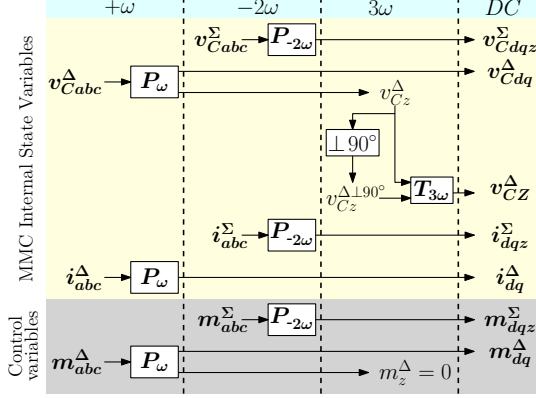 +ω −2ω 3ω DC
v^Σ_Cabc P_-2ω v^Σ_Cdqz
v^Δ_Cabc P_ω v^Δ_Cdq
v^Δ_Cz
⊥90°
v^Δ⊥90°_Cz T_3ω v^Δ_CZ
i^Σ_abc P_-2ω i^Σ_dqz
i^Δ_abc P_ω i^Δ_dq
m^Σ_abc P_-2ω m^Σ_dqz
m^Δ_abc P_ω m^Δ_dq
m^Δ_z = 0
MMC Internal State Variables
Control
variables